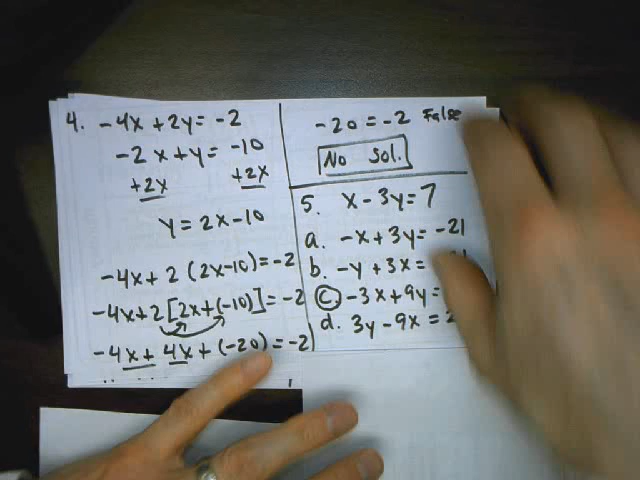 4. -4x + 2y = -2
-2x + y = -10
+2x +2x
y = 2x - 10
-4x + 2 (2x-10) = -2
-4x + 2 [2x + (-10)] = -2
-4x + 4x + (-20) = -2
-20 = -2 False
No Sol.
5. x - 3y = 7
a. -x + 3y = -21
b. -y + 3x =
c. -3x + 9y =
d. 3y - 9x =